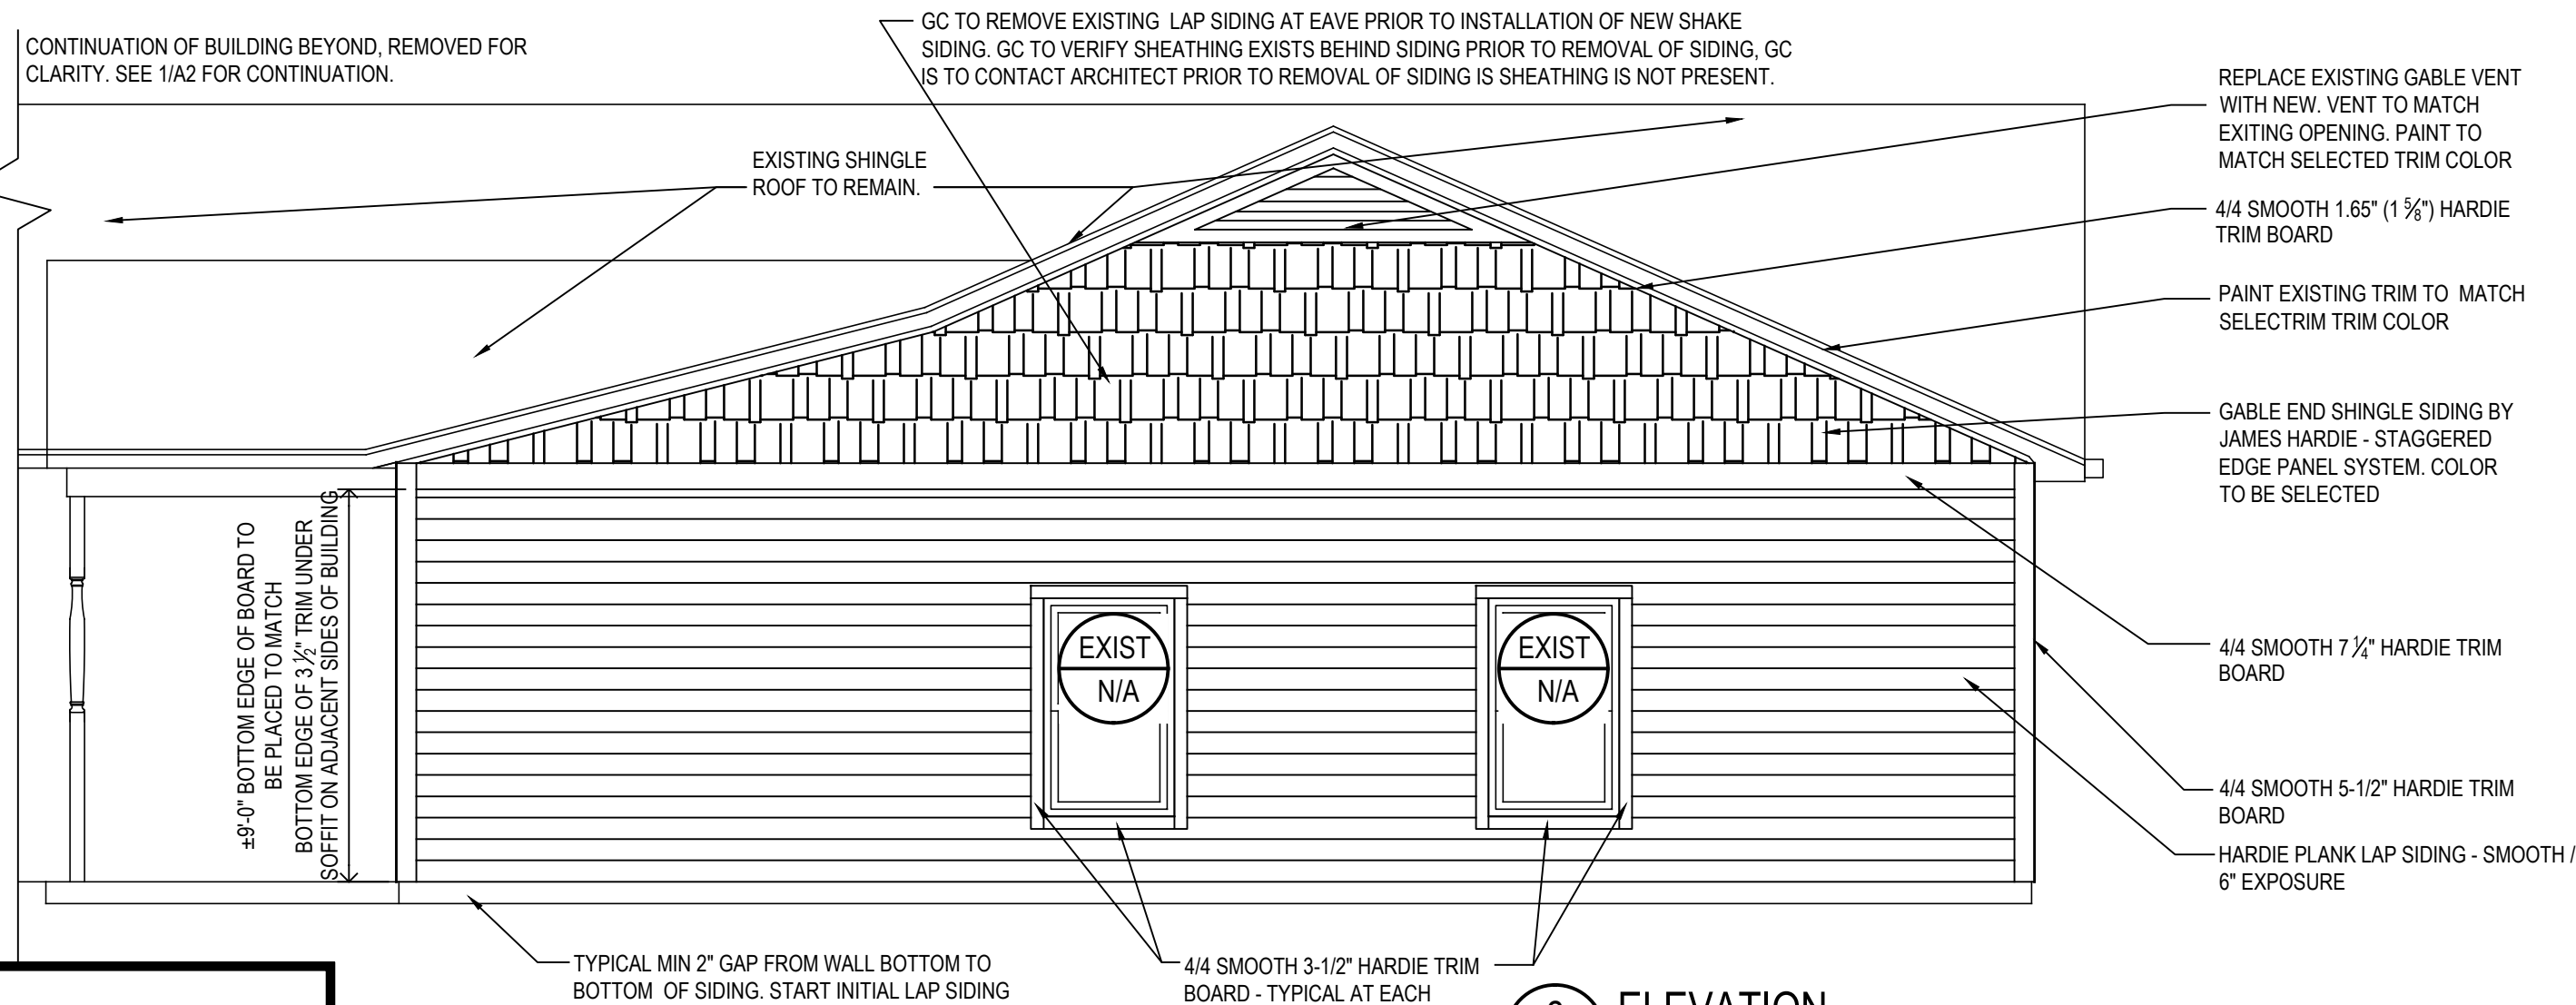 CONTINUATION OF BUILDING BEYOND, REMOVED FOR
CLARITY. SEE 1/A2 FOR CONTINUATION.
GC TO REMOVE EXISTING LAP SIDING AT EAVE PRIOR TO INSTALLATION OF NEW SHAKE
SIDING. GC TO VERIFY SHEATHING EXISTS BEHIND SIDING PRIOR TO REMOVAL OF SIDING, GC
IS TO CONTACT ARCHITECT PRIOR TO REMOVAL OF SIDING IS SHEATHING IS NOT PRESENT.
EXISTING SHINGLE
ROOF TO REMAIN.
REPLACE EXISTING GABLE VENT
WITH NEW. VENT TO MATCH
EXITING OPENING. PAINT TO
MATCH SELECTED TRIM COLOR
4/4 SMOOTH 1.65" (1 5/8") HARDIE
TRIM BOARD
PAINT EXISTING TRIM TO MATCH
SELECTRIM TRIM COLOR
GABLE END SHINGLE SIDING BY
JAMES HARDIE - STAGGERED
EDGE PANEL SYSTEM. COLOR
TO BE SELECTED
±9'-0" BOTTOM EDGE OF BOARD TO
BE PLACED TO MATCH
BOTTOM EDGE OF 3 1/2" TRIM UNDER
SOFFIT ON ADJACENT SIDES OF BUILDING
EXIST
N/A
EXIST
N/A
4/4 SMOOTH 7 1/4" HARDIE TRIM
BOARD
4/4 SMOOTH 5-1/2" HARDIE TRIM
BOARD
HARDIE PLANK LAP SIDING - SMOOTH /
6" EXPOSURE
TYPICAL MIN 2" GAP FROM WALL BOTTOM TO
BOTTOM OF SIDING. START INITIAL LAP SIDING
4/4 SMOOTH 3-1/2" HARDIE TRIM
BOARD - TYPICAL AT EACH
ELEVATION